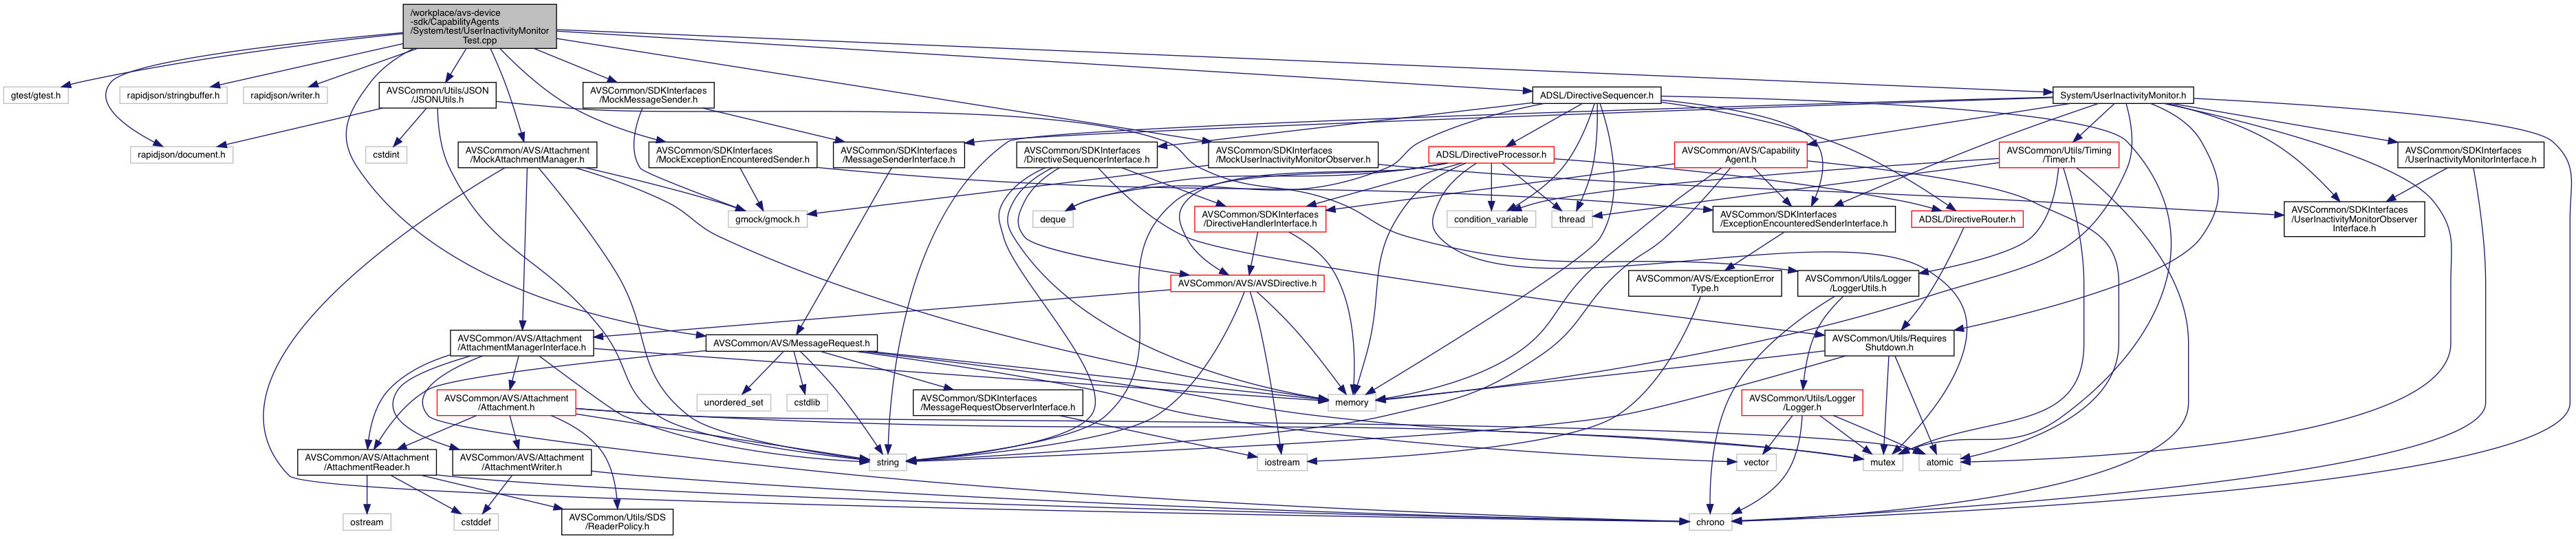 /workplace/avs-device
-sdk/CapabilityAgents
/System/test/UserInactivityMonitor
Test.cpp
gtest/gtest.h
rapidjson/stringbuffer.h
rapidjson/writer.h
AVSCommon/Utils/JSON
/JSONUtils.h
AVSCommon/SDKInterfaces
/MockMessageSender.h
ADSL/DirectiveSequencer.h
System/UserInactivityMonitor.h
rapidjson/document.h
cstdint
AVSCommon/AVS/Attachment
/MockAttachmentManager.h
AVSCommon/SDKInterfaces
/MockExceptionEncounteredSender.h
AVSCommon/SDKInterfaces
/MessageSenderInterface.h
AVSCommon/SDKInterfaces
/DirectiveSequencerInterface.h
AVSCommon/SDKInterfaces
/MockUserInactivityMonitorObserver.h
ADSL/DirectiveProcessor.h
AVSCommon/AVS/Capability
Agent.h
AVSCommon/Utils/Timing
/Timer.h
AVSCommon/SDKInterfaces
/UserInactivityMonitorInterface.h
gmock/gmock.h
deque
AVSCommon/SDKInterfaces
/DirectiveHandlerInterface.h
condition_variable
thread
AVSCommon/SDKInterfaces
/ExceptionEncounteredSenderInterface.h
ADSL/DirectiveRouter.h
AVSCommon/SDKInterfaces
/UserInactivityMonitorObserver
Interface.h
AVSCommon/AVS/AVSDirective.h
AVSCommon/AVS/ExceptionError
Type.h
AVSCommon/Utils/Logger
/LoggerUtils.h
AVSCommon/AVS/Attachment
/AttachmentManagerInterface.h
AVSCommon/AVS/MessageRequest.h
AVSCommon/Utils/Requires
Shutdown.h
AVSCommon/AVS/Attachment
/Attachment.h
unordered_set
cstdlib
AVSCommon/SDKInterfaces
/MessageRequestObserverInterface.h
memory
AVSCommon/Utils/Logger
/Logger.h
AVSCommon/AVS/Attachment
/AttachmentReader.h
AVSCommon/AVS/Attachment
/AttachmentWriter.h
string
iostream
vector
mutex
atomic
ostream
cstddef
AVSCommon/Utils/SDS
/ReaderPolicy.h
chrono